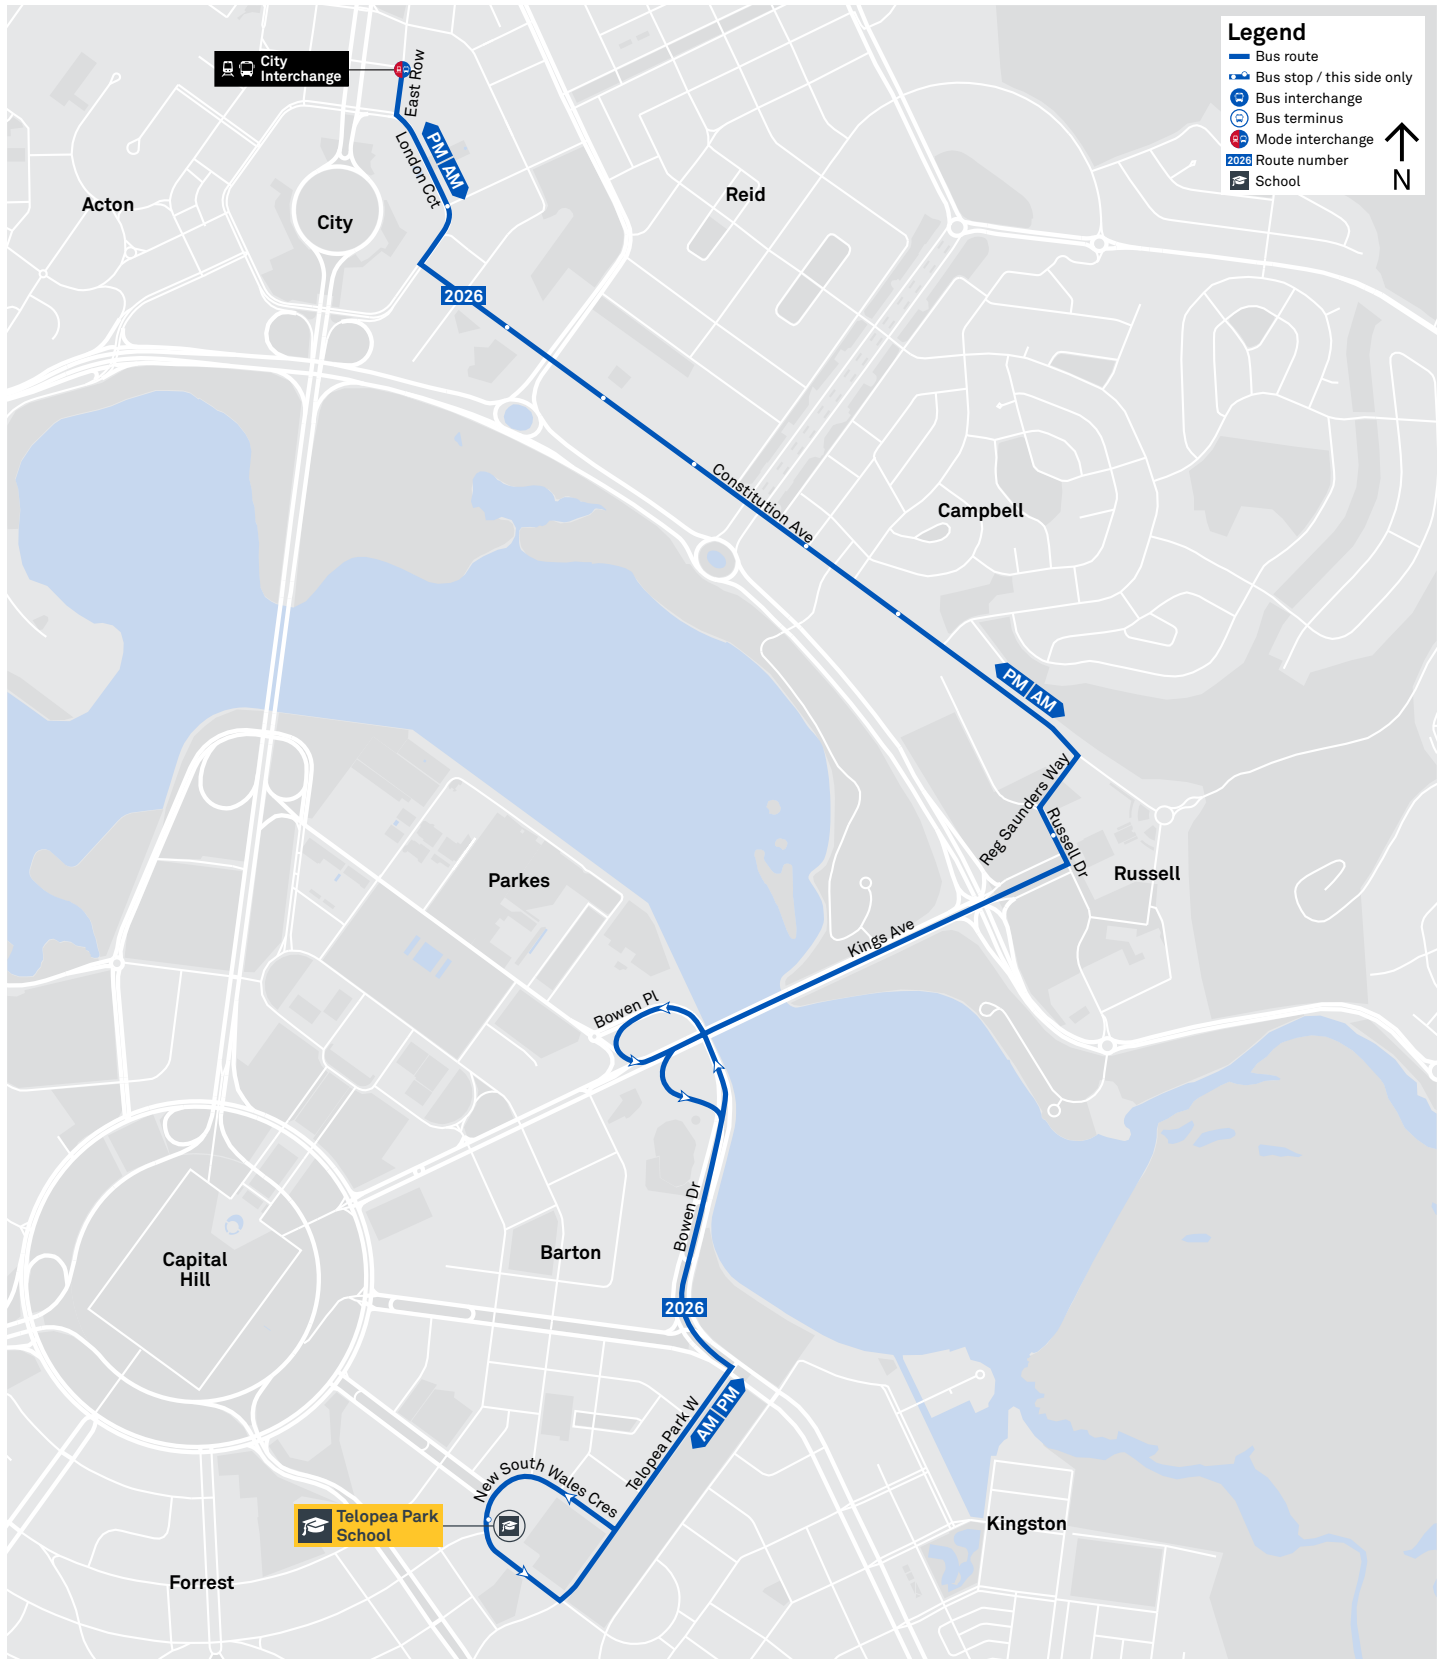 Legend
Bus route
Bus stop / this side only
Bus interchange
Bus terminus
Mode interchange
2026 Route number
School
N
City
Interchange
East Row
PM | AM
London Cct
Acton
City
Reid
2026
Constitution Ave
Campbell
PM | AM
Reg Saunders Way
Russell Dr
Russell
Parkes
Kings Ave
Bowen Pl
Bowen Dr
Barton
Capital
Hill
2026
AM | PM
Telopea Park W
New South Wales Cres
Telopea Park
School
Kingston
Forrest